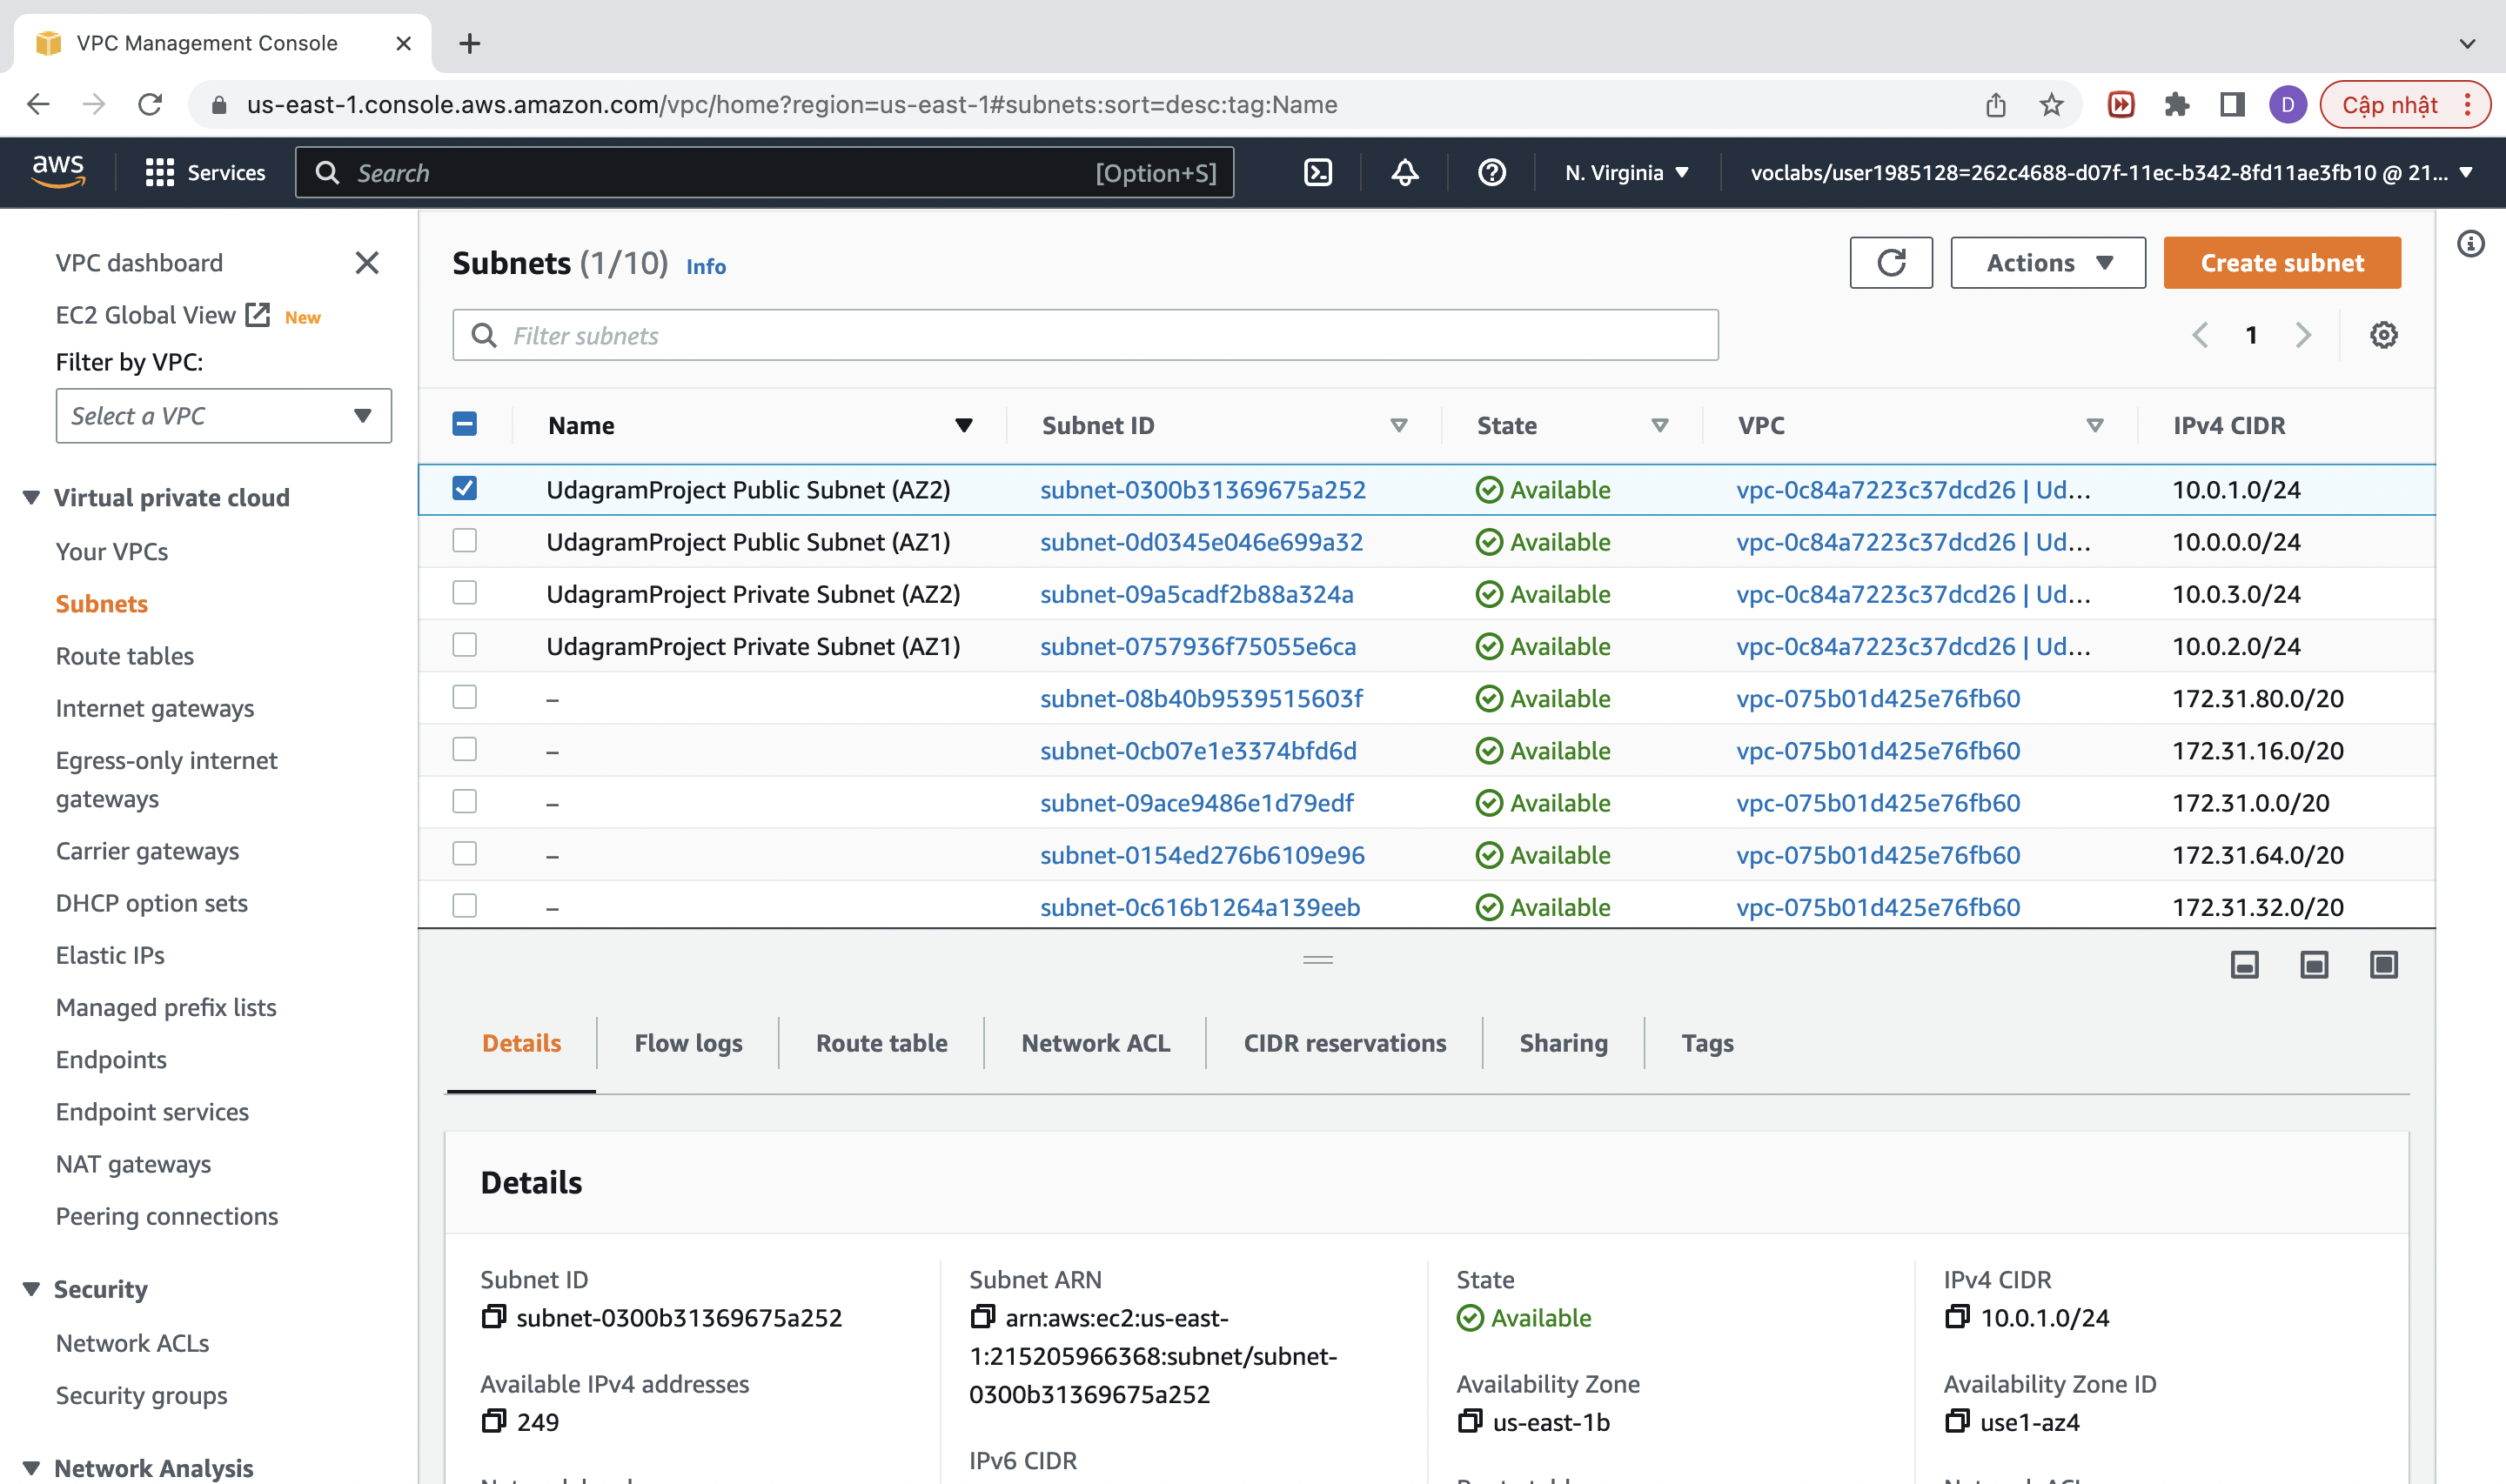 VPC Management Console
us-east-1.console.aws.amazon.com/vpc/home?region=us-east-1#subnets:sort=desc:tag:Name
D
Cập nhật
aws
Services
Search
[Option+S]
N. Virginia
voclabs/user1985128=262c4688-d07f-11ec-b342-8fd11ae3fb10 @ 21...
VPC dashboard
EC2 Global View New
Filter by VPC:
Select a VPC
Virtual private cloud
Your VPCs
Subnets
Route tables
Internet gateways
Egress-only internet
gateways
Carrier gateways
DHCP option sets
Elastic IPs
Managed prefix lists
Endpoints
Endpoint services
NAT gateways
Peering connections
Security
Network ACLs
Security groups
Network Analysis
Subnets (1/10) Info
Actions
Create subnet
Filter subnets
1
Name Subnet ID State VPC IPv4 CIDR
UdagramProject Public Subnet (AZ2) subnet-0300b31369675a252 Available vpc-0c84a7223c37dcd26 | Ud... 10.0.1.0/24
UdagramProject Public Subnet (AZ1) subnet-0d0345e046e699a32 Available vpc-0c84a7223c37dcd26 | Ud... 10.0.0.0/24
UdagramProject Private Subnet (AZ2) subnet-09a5cadf2b88a324a Available vpc-0c84a7223c37dcd26 | Ud... 10.0.3.0/24
UdagramProject Private Subnet (AZ1) subnet-0757936f75055e6ca Available vpc-0c84a7223c37dcd26 | Ud... 10.0.2.0/24
– subnet-08b40b9539515603f Available vpc-075b01d425e76fb60 172.31.80.0/20
– subnet-0cb07e1e3374bfd6d Available vpc-075b01d425e76fb60 172.31.16.0/20
– subnet-09ace9486e1d79edf Available vpc-075b01d425e76fb60 172.31.0.0/20
– subnet-0154ed276b6109e96 Available vpc-075b01d425e76fb60 172.31.64.0/20
– subnet-0c616b1264a139eeb Available vpc-075b01d425e76fb60 172.31.32.0/20
Details Flow logs Route table Network ACL CIDR reservations Sharing Tags
Details
Subnet ID
subnet-0300b31369675a252
Available IPv4 addresses
249
Subnet ARN
arn:aws:ec2:us-east-
1:215205966368:subnet/subnet-
0300b31369675a252
IPv6 CIDR
State
Available
Availability Zone
us-east-1b
IPv4 CIDR
10.0.1.0/24
Availability Zone ID
use1-az4